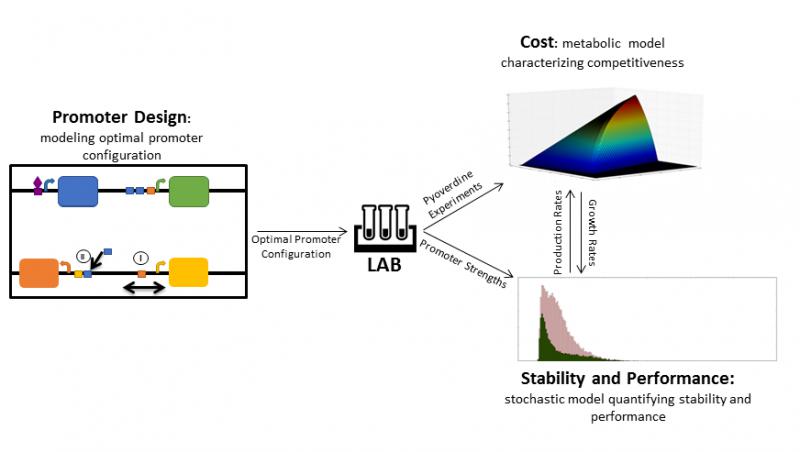 Promoter Design:
modeling optimal promoter
configuration
II
I
Optimal Promoter
Configuration
LAB
Pyoverdine
Experiments
Promoter Strengths
Cost: metabolic model
characterizing competitiveness
Production Rates
Growth Rates
Stability and Performance:
stochastic model quantifying stability and
performance